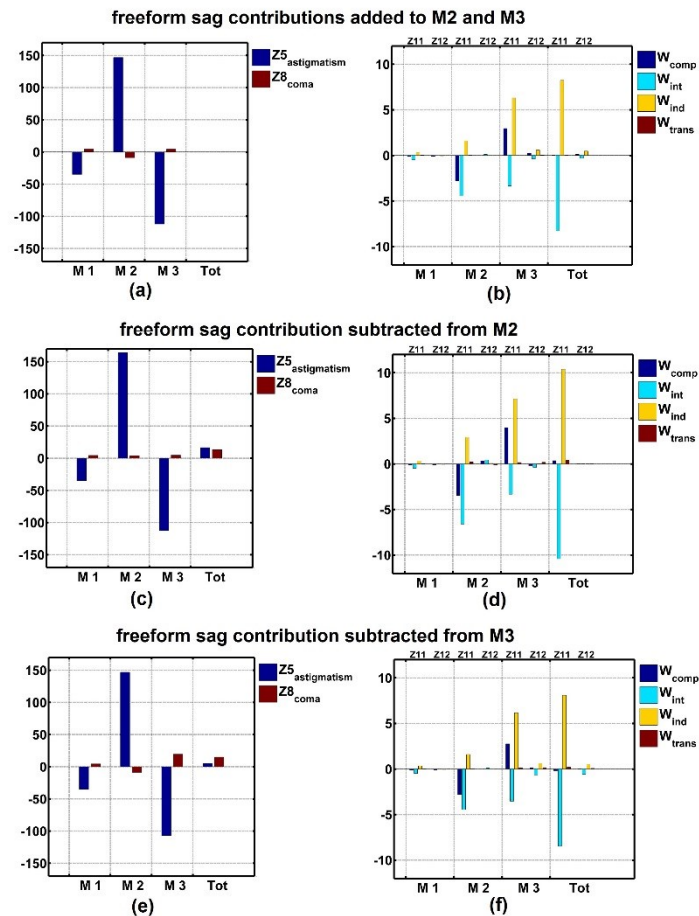 freeform sag contributions added to M2 and M3
Z5astigmatism
Z8coma
150
100
50
0
-50
-100
-150
M 1 M 2 M 3 Tot
(a)
Z11 Z12 Z11 Z12 Z11 Z12 Z11 Z12
Wcomp
Wint
Wind
Wtrans
10
5
0
-5
-10
M 1 M 2 M 3 Tot
(b)
freeform sag contribution subtracted from M2
Z5astigmatism
Z8coma
150
100
50
0
-50
-100
-150
M 1 M 2 M 3 Tot
(c)
Z11 Z12 Z11 Z12 Z11 Z12 Z11 Z12
Wcomp
Wint
Wind
Wtrans
10
5
0
-5
-10
M 1 M 2 M 3 Tot
(d)
freeform sag contribution subtracted from M3
Z5astigmatism
Z8coma
150
100
50
0
-50
-100
-150
M 1 M 2 M 3 Tot
(e)
Z11 Z12 Z11 Z12 Z11 Z12 Z11 Z12
Wcomp
Wint
Wind
Wtrans
10
5
0
-5
-10
M 1 M 2 M 3 Tot
(f)